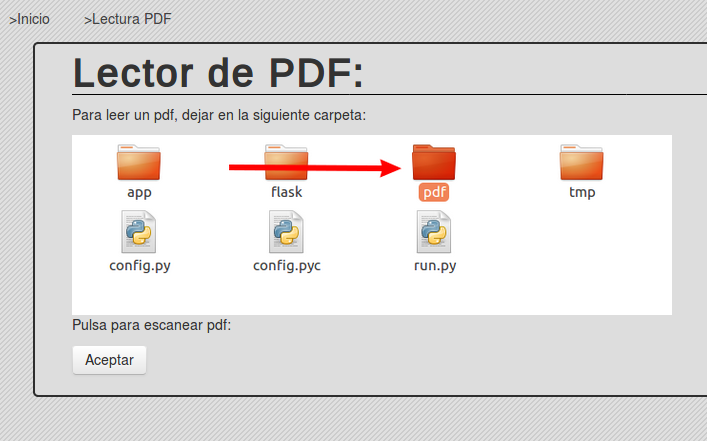 >Inicio >Lectura PDF
Lector de PDF:
Para leer un pdf, dejar en la siguiente carpeta:
app flask pdf tmp
config.py config.pyc run.py
Pulsa para escanear pdf:
Aceptar